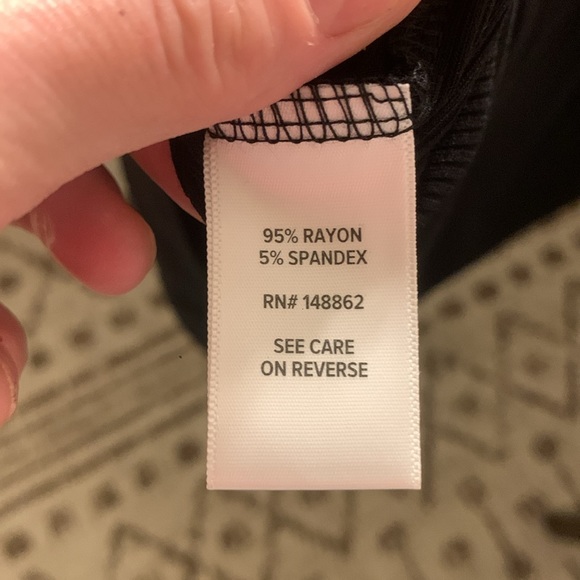 95% RAYON
5% SPANDEX
RN# 148862
SEE CARE
ON REVERSE